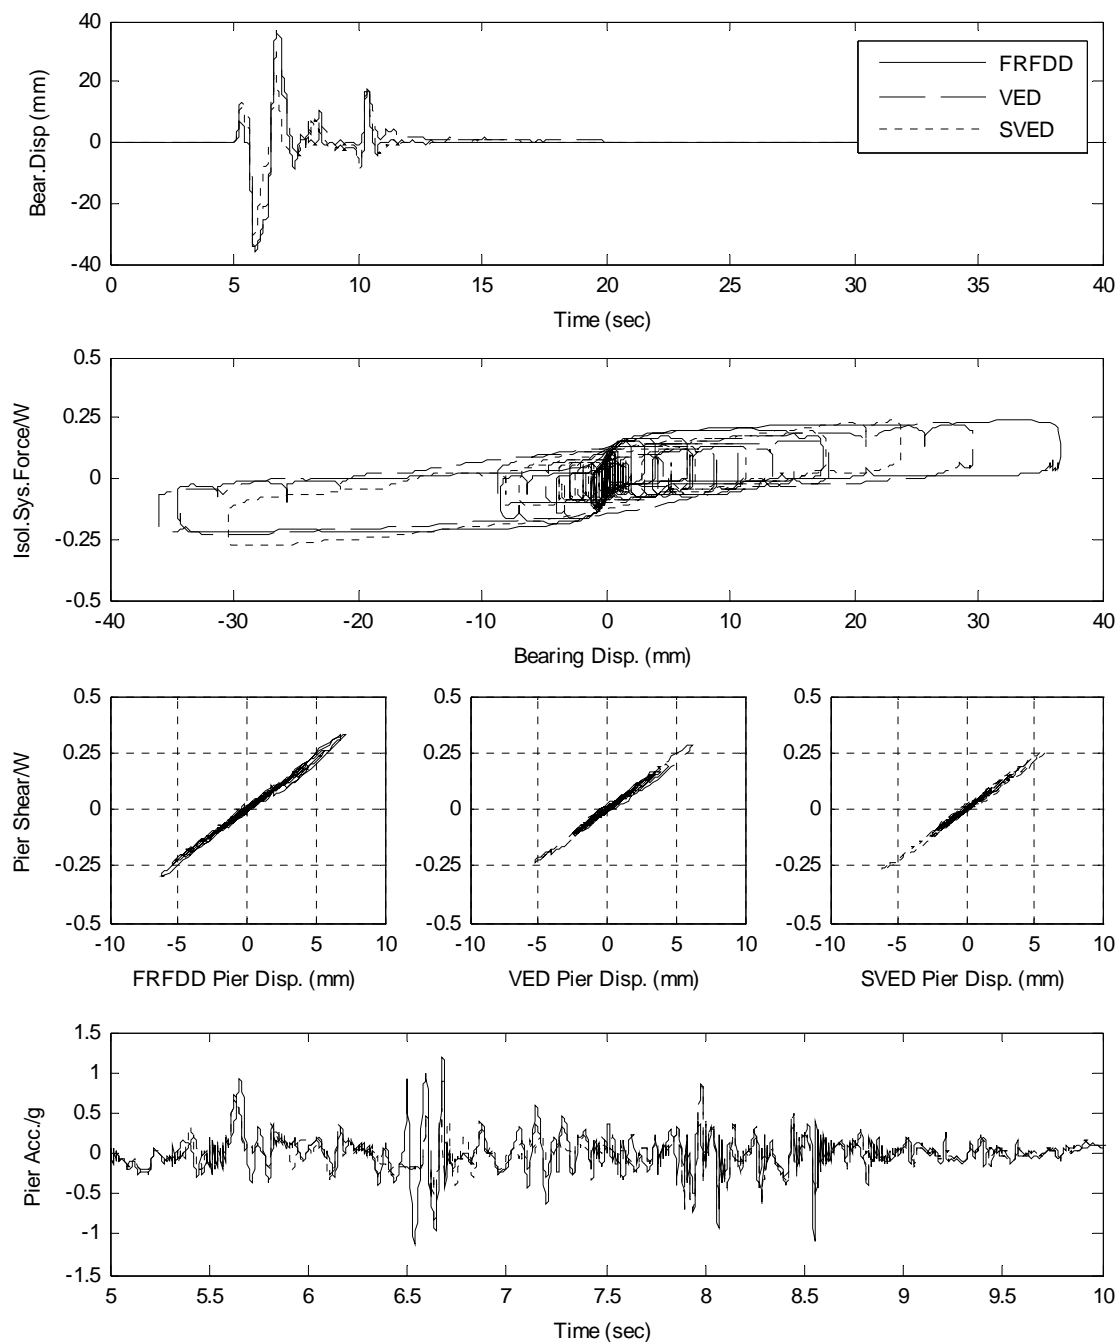 40
20
0
-20
-40
Bear.Disp (mm)
FRFDD
VED
SVED
0 5 10 15 20 25 30 35 40
Time (sec)
0.5
0.25
0
-0.25
-0.5
Isol.Sys.Force/W
-40 -30 -20 -10 0 10 20 30 40
Bearing Disp. (mm)
0.5
0.25
0
-0.25
-0.5
Pier Shear/W
-10 -5 0 5 10
FRFDD Pier Disp. (mm)
0.5
0.25
0
-0.25
-0.5
-10 -5 0 5 10
VED Pier Disp. (mm)
0.5
0.25
0
-0.25
-0.5
-10 -5 0 5 10
SVED Pier Disp. (mm)
1.5
1
0.5
0
-0.5
-1
-1.5
Pier Acc./g
5 5.5 6 6.5 7 7.5 8 8.5 9 9.5 10
Time (sec)